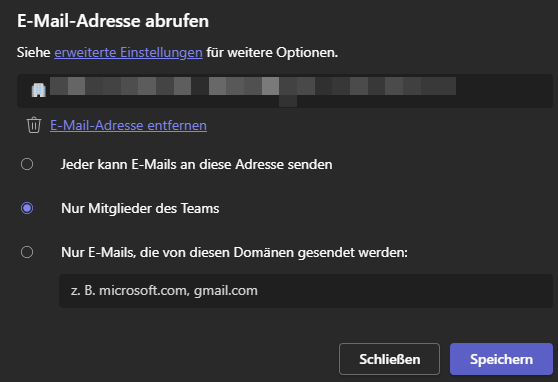 E-Mail-Adresse abrufen
Siehe erweiterte Einstellungen für weitere Optionen.
E-Mail-Adresse entfernen
Jeder kann E-Mails an diese Adresse senden
Nur Mitglieder des Teams
Nur E-Mails, die von diesen Domänen gesendet werden:
z. B. microsoft.com, gmail.com
Schließen
Speichern